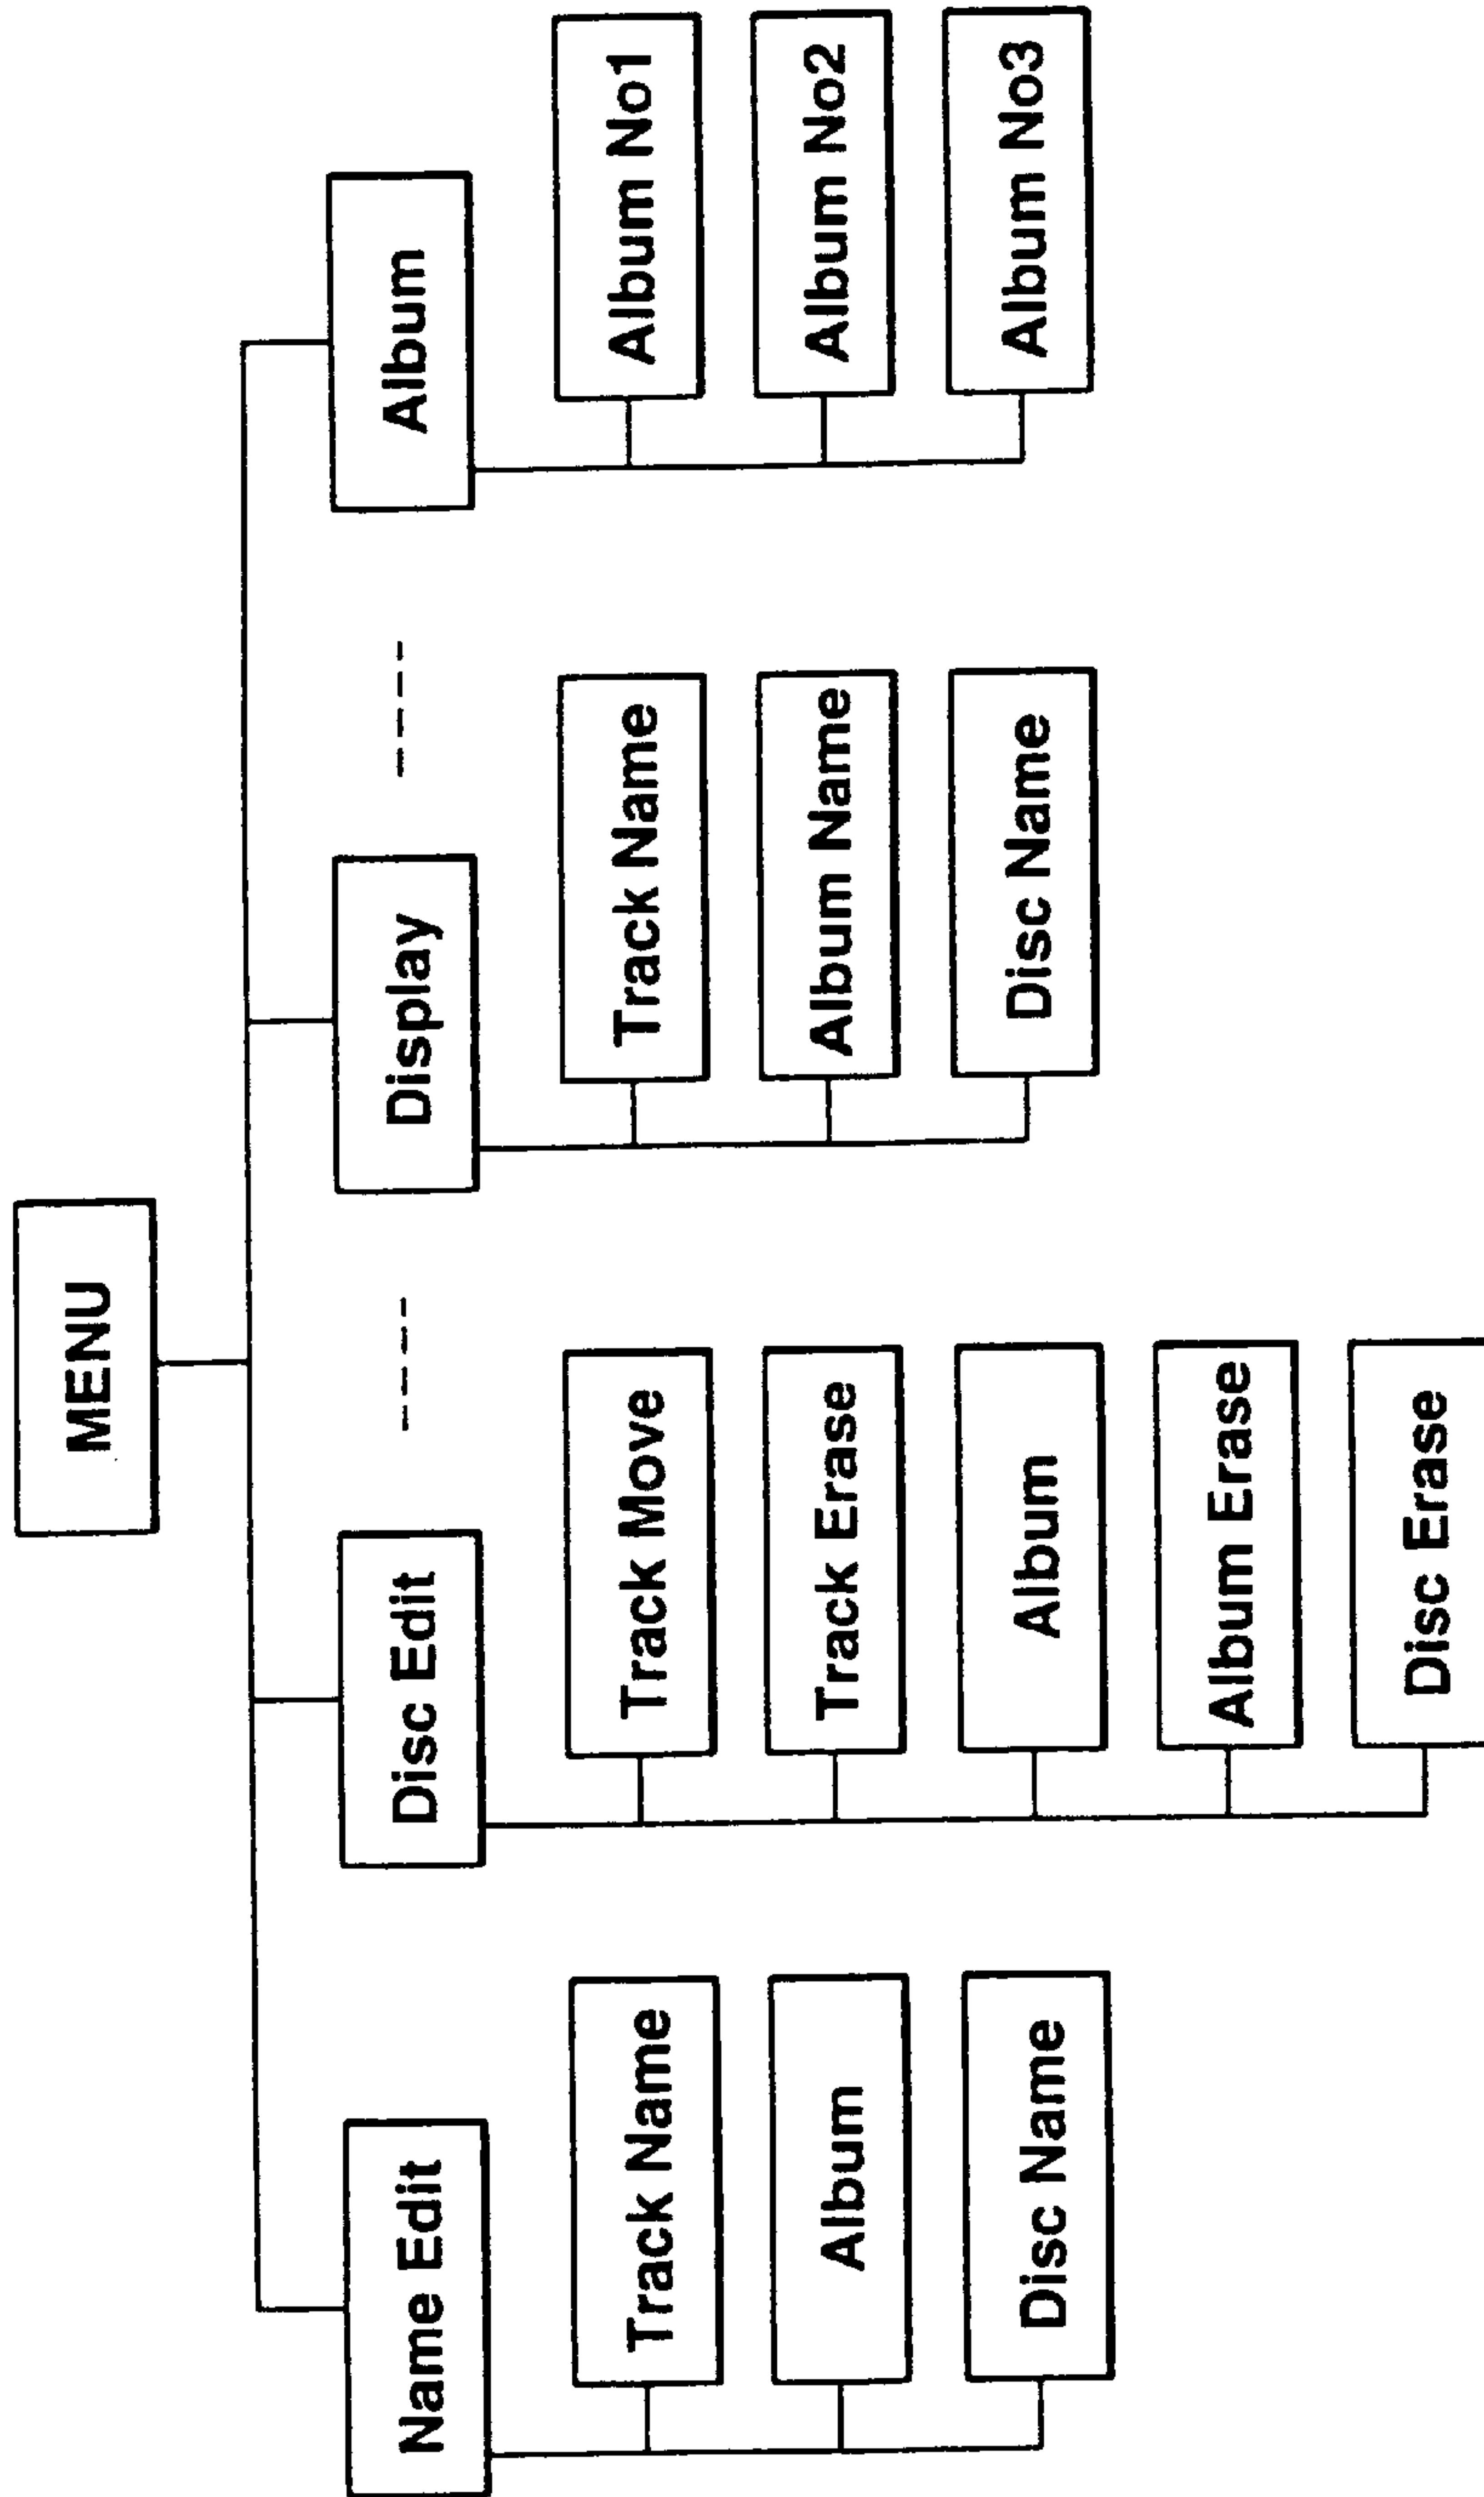 MENU
Name Edit
Track Name
Album
Disc Name
Disc Edit
Track Move
Track Erase
Album
Album Erase
Disc Erase
Display
Track Name
Album Name
Disc Name
Album
Album No1
Album No2
Album No3